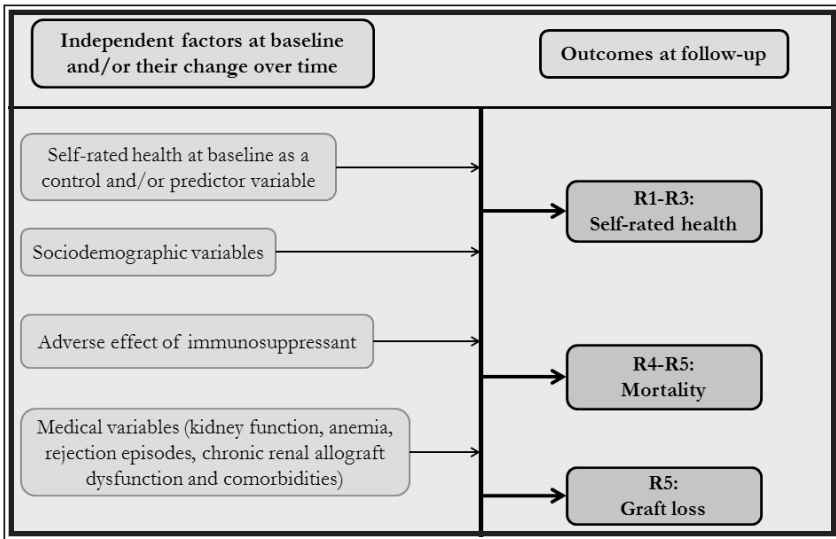 Independent factors at baseline
and/or their change over time
Outcomes at follow-up
Self-rated health at baseline as a
control and/or predictor variable
R1-R3:
Self-rated health
Sociodemographic variables
Adverse effect of immunosuppressant
R4-R5:
Mortality
Medical variables (kidney function, anemia,
rejection episodes, chronic renal allograft
dysfunction and comorbidities)
R5:
Graft loss